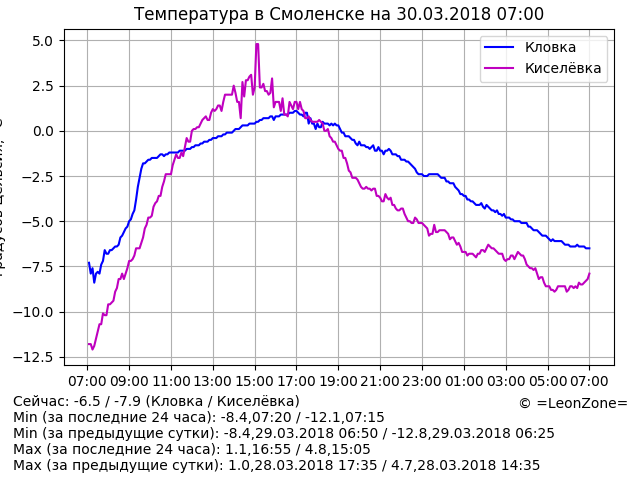 Температура в Смоленске на 30.03.2018 07:00
Кловка
Киселёвка
5.0
2.5
0.0
−2.5
−5.0
−7.5
−10.0
−12.5
07:00 09:00 11:00 13:00 15:00 17:00 19:00 21:00 23:00 01:00 03:00 05:00 07:00
Сейчас: -6.5 / -7.9 (Кловка / Киселёвка)
© =LeonZone=
Min (за последние 24 часа): -8.4,07:20 / -12.1,07:15
Min (за предыдущие сутки): -8.4,29.03.2018 06:50 / -12.8,29.03.2018 06:25
Max (за последние 24 часа): 1.1,16:55 / 4.8,15:05
Max (за предыдущие сутки): 1.0,28.03.2018 17:35 / 4.7,28.03.2018 14:35